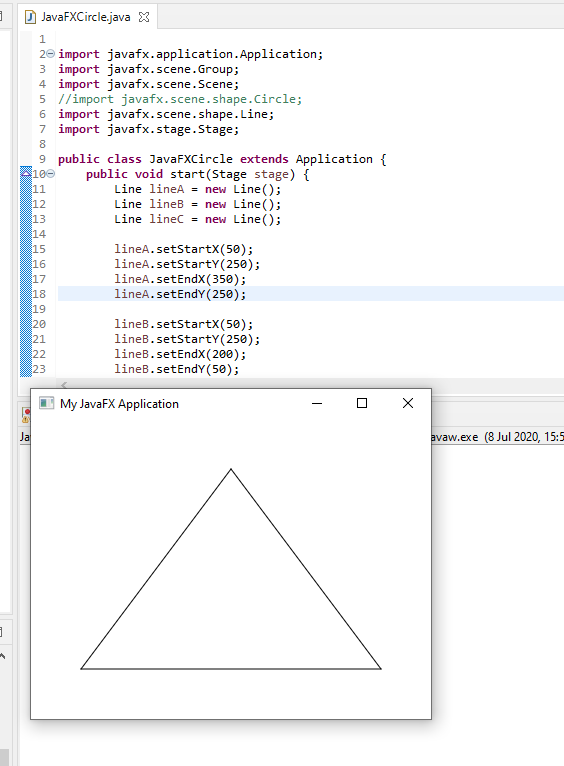 JavaFXCircle.java
1
2 import javafx.application.Application;
3 import javafx.scene.Group;
4 import javafx.scene.Scene;
5 //import javafx.scene.shape.Circle;
6 import javafx.scene.shape.Line;
7 import javafx.stage.Stage;
8
9 public class JavaFXCircle extends Application {
10 public void start(Stage stage) {
11 Line lineA = new Line();
12 Line lineB = new Line();
13 Line lineC = new Line();
14
15 lineA.setStartX(50);
16 lineA.setStartY(250);
17 lineA.setEndX(350);
18 lineA.setEndY(250);
19
20 lineB.setStartX(50);
21 lineB.setStartY(250);
22 lineB.setEndX(200);
23 lineB.setEndY(50);
My JavaFX Application
Ja avaw.exe (8 Jul 2020, 15:5